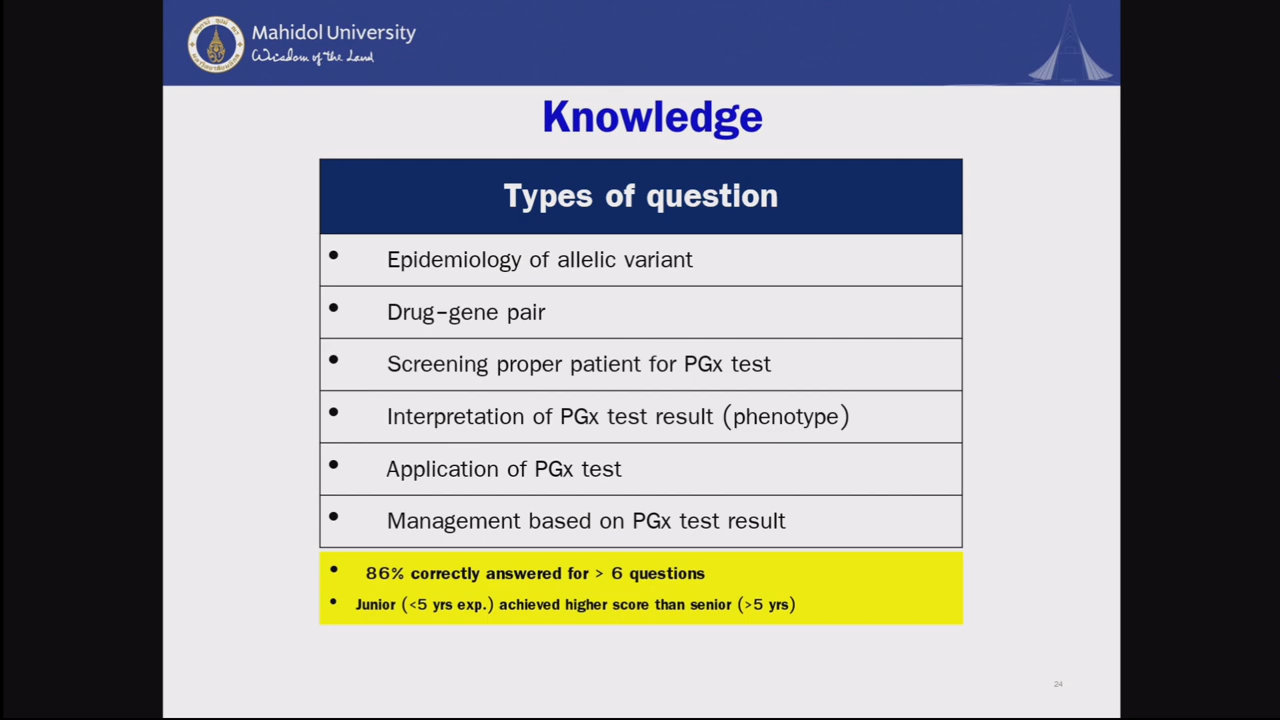 Mahidol University
Wisdom of the Land
Knowledge
Types of question
• Epidemiology of allelic variant
• Drug-gene pair
• Screening proper patient for PGx test
• Interpretation of PGx test result (phenotype)
• Application of PGx test
• Management based on PGx test result
• 86% correctly answered for > 6 questions
• Junior (<5 yrs exp.) achieved higher score than senior (>5 yrs)
24